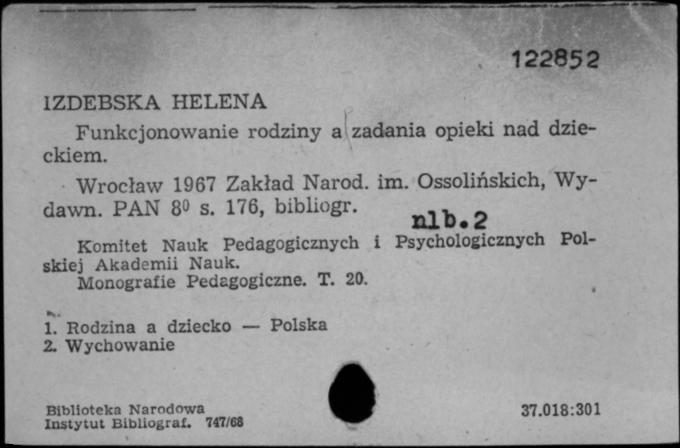 122852
IZDEBSKA HELENA
Funkcjonowanie rodziny a zadania opieki nad dzie-
ckiem.
Wrocław 1967 Zakład Narod. im. Ossolińskich, Wy-
dawn. PAN 8⁰ s. 176, bibliogr.
nlb.2
Komitet Nauk Pedagogicznych i Psychologicznych Pol-
skiej Akademii Nauk.
Monografie Pedagogiczne. T. 20.
1. Rodzina a dziecko — Polska
2. Wychowanie
Biblioteka Narodowa
Instytut Bibliograf. 747/68
37.018:301